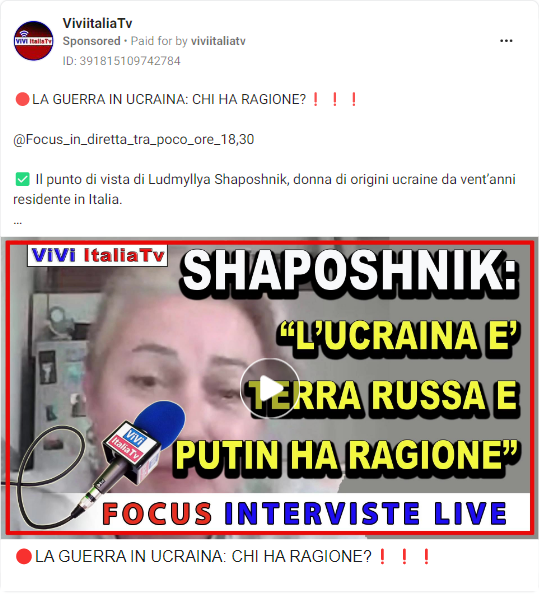 ViviitaliaTv
Sponsored • Paid for by viviitaliatv
ID: 391815109742784
🔴LA GUERRA IN UCRAINA: CHI HA RAGIONE?❗❗❗
@Focus_in_diretta_tra_poco_ore_18,30
✅ Il punto di vista di Ludmyllya Shaposhnik, donna di origini ucraine da vent'anni
residente in Italia.
...
ViVi ItaliaTv
SHAPOSHNIK:
“L’UCRAINA E’
TERRA RUSSA E
PUTIN HA RAGIONE”
ViVi
ItaliaTv
FOCUS INTERVISTE LIVE
🔴LA GUERRA IN UCRAINA: CHI HA RAGIONE?❗❗❗